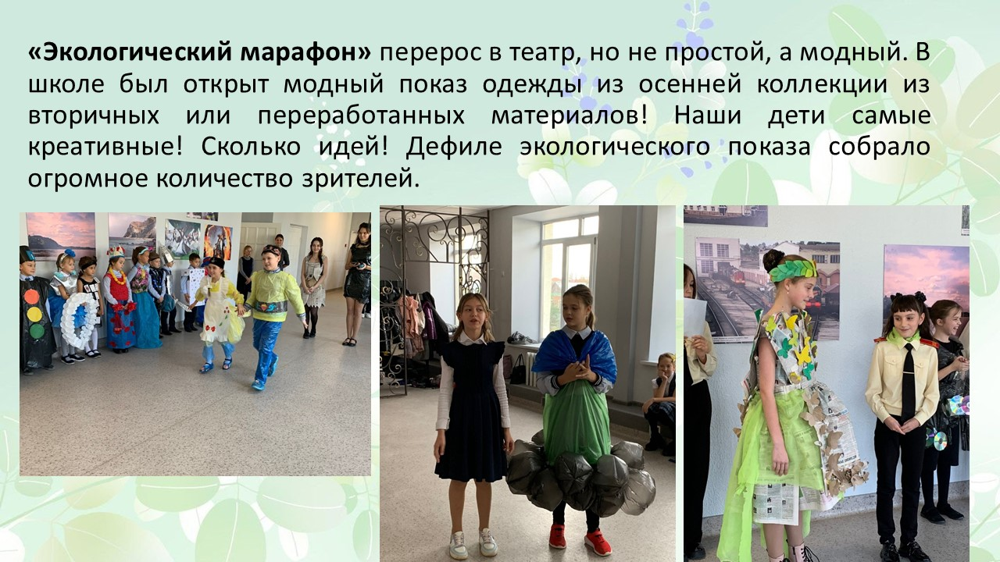 «Экологический марафон» перерос в театр, но не простой, а модный. В
школе был открыт модный показ одежды из осенней коллекции из
вторичных или переработанных материалов! Наши дети самые
креативные! Сколько идей! Дефиле экологического показа собрало
огромное количество зрителей.